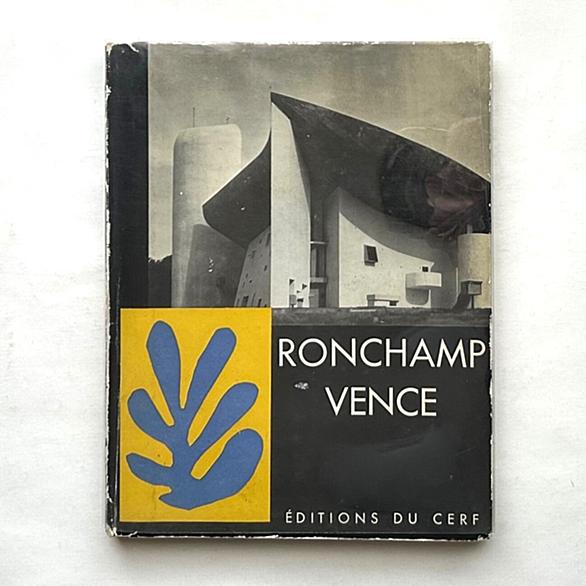 RONCHAMP
VENCE
ÉDITIONS DU CERF